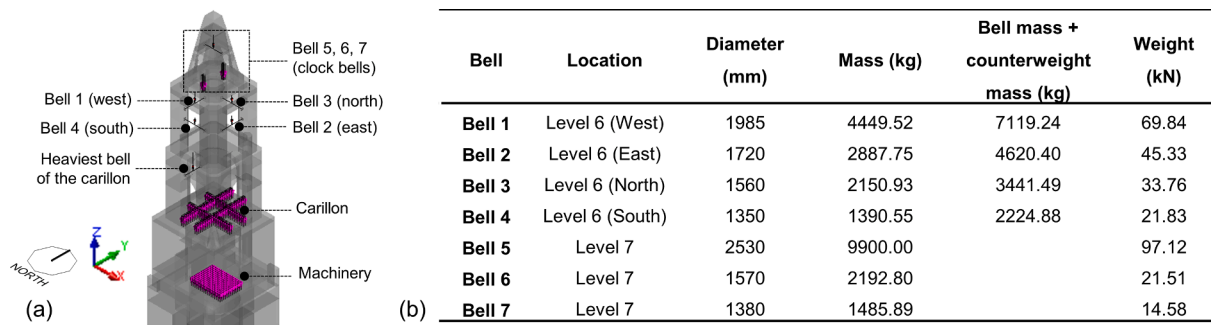 Bell 5, 6, 7
(clock bells)
Bell 1 (west)
Bell 3 (north)
Bell 4 (south)
Bell 2 (east)
Heaviest bell
of the carillon
Carillon
Machinery
Z
Y
X
NORTH
(a)
(b)
Bell Location Diameter (mm) Mass (kg) Bell mass + counterweight mass (kg) Weight (kN)
Bell 1 Level 6 (West) 1985 4449.52 7119.24 69.84
Bell 2 Level 6 (East) 1720 2887.75 4620.40 45.33
Bell 3 Level 6 (North) 1560 2150.93 3441.49 33.76
Bell 4 Level 6 (South) 1350 1390.55 2224.88 21.83
Bell 5 Level 7 2530 9900.00 97.12
Bell 6 Level 7 1570 2192.80 21.51
Bell 7 Level 7 1380 1485.89 14.58